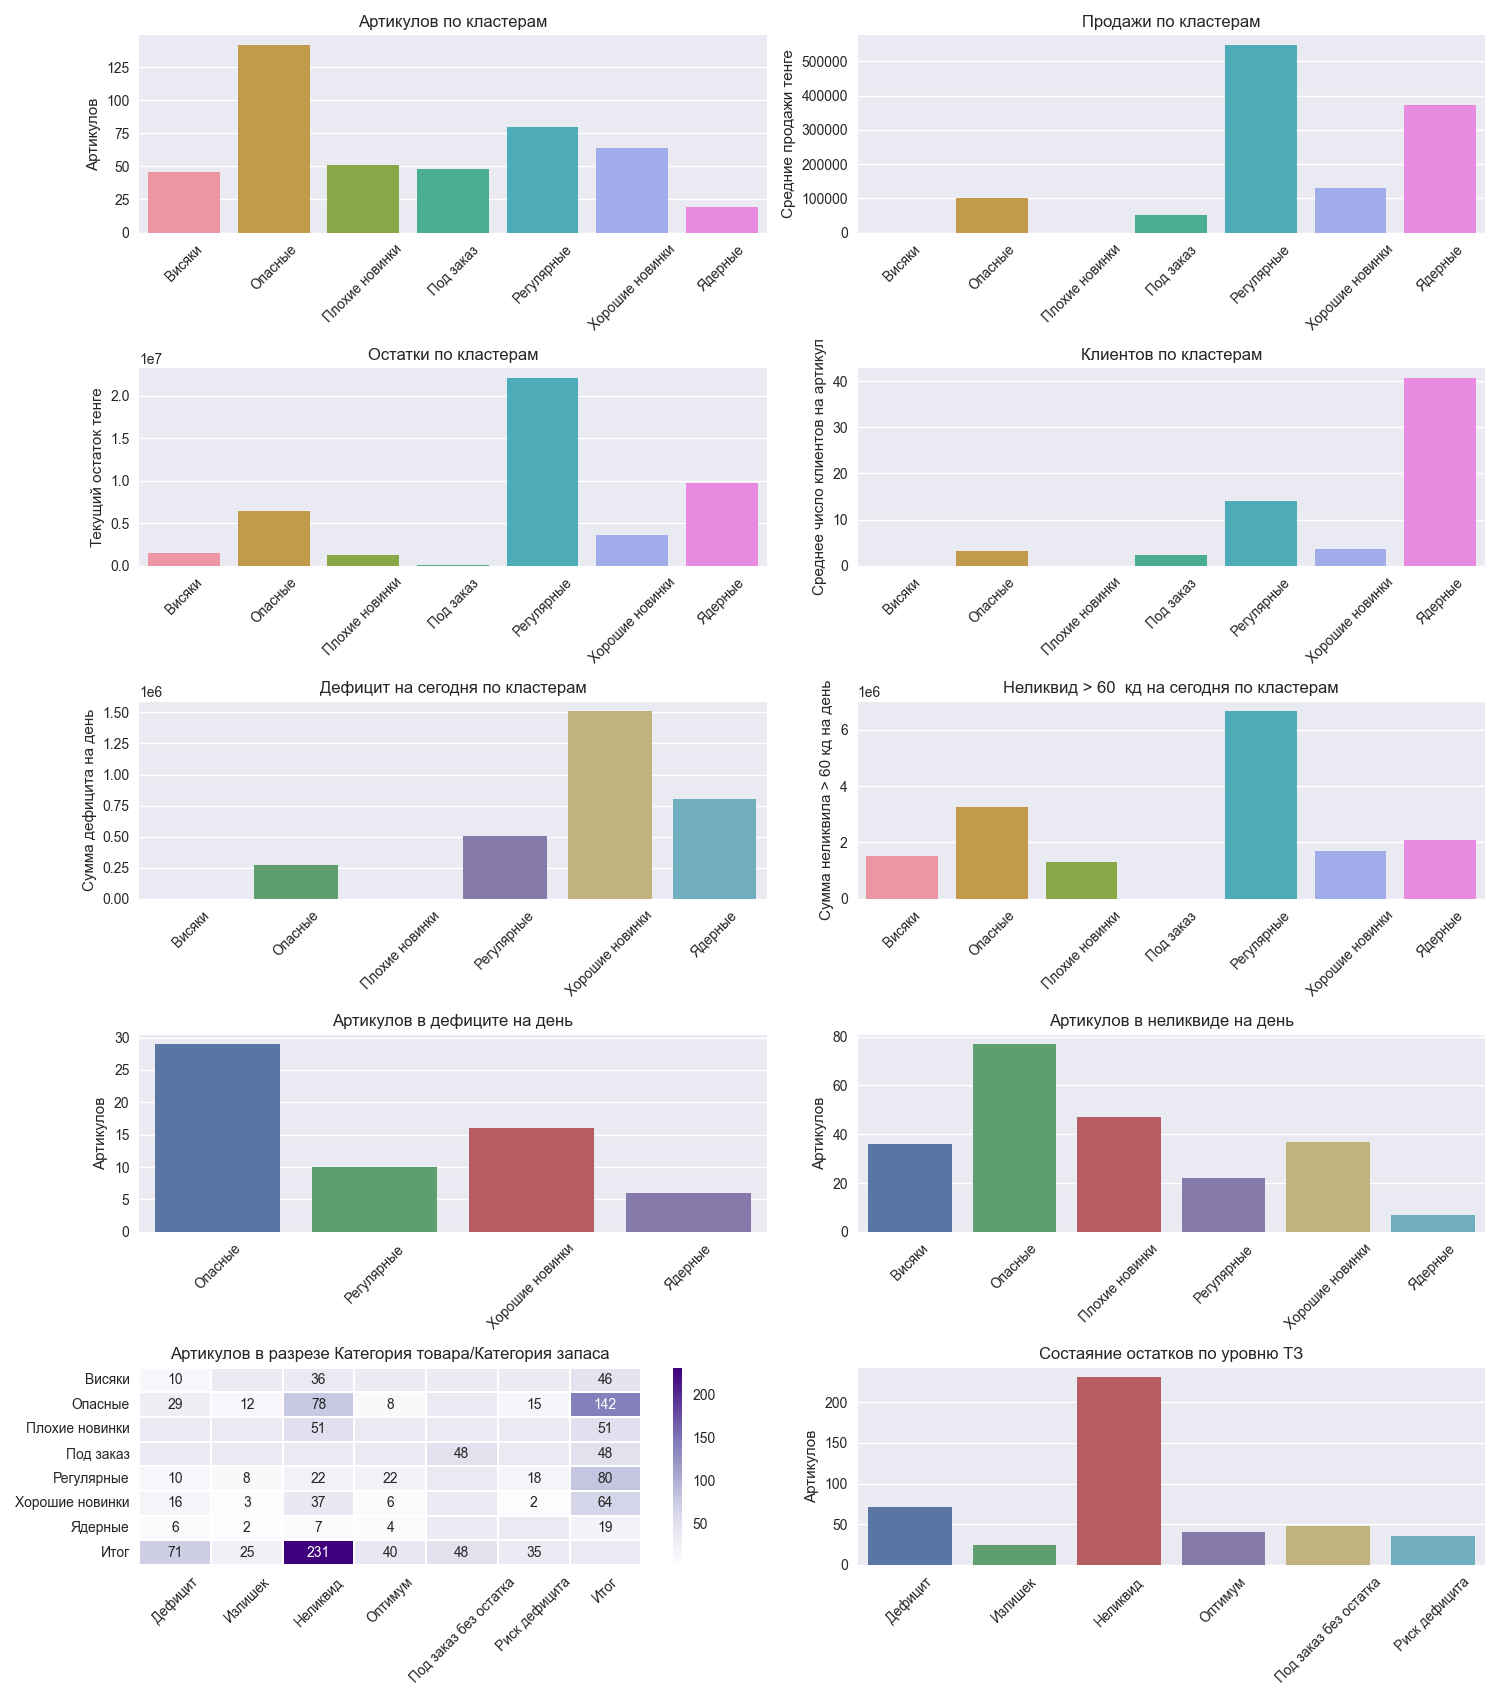 Артикулов по кластерам
Артикулов
125
100
75
50
25
0
Висяки
Опасные
Плохие новинки
Под заказ
Регулярные
Хорошие новинки
Ядерные
Продажи по кластерам
Средние продажи тенге
500000
400000
300000
200000
100000
0
Висяки
Опасные
Плохие новинки
Под заказ
Регулярные
Хорошие новинки
Ядерные
Остатки по кластерам
1e7
Текущий остаток тенге
2.0
1.5
1.0
0.5
0.0
Висяки
Опасные
Плохие новинки
Под заказ
Регулярные
Хорошие новинки
Ядерные
Клиентов по кластерам
Среднее число клиентов на артикул
40
30
20
10
0
Висяки
Опасные
Плохие новинки
Под заказ
Регулярные
Хорошие новинки
Ядерные
Дефицит на сегодня по кластерам
1e6
Сумма дефицита на день
1.50
1.25
1.00
0.75
0.50
0.25
0.00
Висяки
Опасные
Плохие новинки
Регулярные
Хорошие новинки
Ядерные
Неликвид > 60  кд на сегодня по кластерам
1e6
Сумма неликвила > 60 кд на день
6
4
2
0
Висяки
Опасные
Плохие новинки
Под заказ
Регулярные
Хорошие новинки
Ядерные
Артикулов в дефиците на день
Артикулов
30
25
20
15
10
5
0
Опасные
Регулярные
Хорошие новинки
Ядерные
Артикулов в неликвиде на день
Артикулов
80
60
40
20
0
Висяки
Опасные
Плохие новинки
Регулярные
Хорошие новинки
Ядерные
Артикулов в разрезе Категория товара/Категория запаса
Висяки 10 36 46
Опасные 29 12 78 8 15 142
Плохие новинки 51 51
Под заказ 48 48
Регулярные 10 8 22 22 18 80
Хорошие новинки 16 3 37 6 2 64
Ядерные 6 2 7 4 19
Итог 71 25 231 40 48 35
Дефицит
Излишек
Неликвид
Оптимум
Под заказ без остатка
Риск дефицита
Итог
200
150
100
50
Состаяние остатков по уровню ТЗ
Артикулов
200
150
100
50
0
Дефицит
Излишек
Неликвид
Оптимум
Под заказ без остатка
Риск дефицита